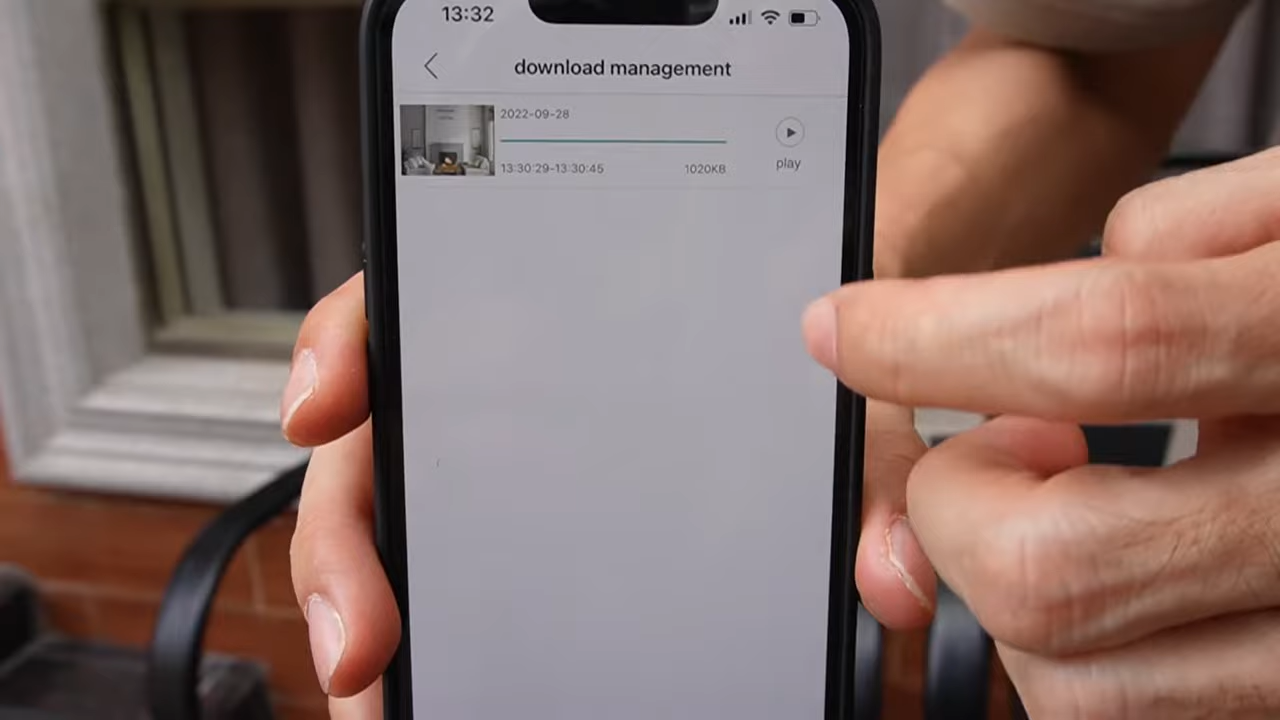 13:32
download management
2022-09-28
13:30:29-13:30:45
1020KB
play